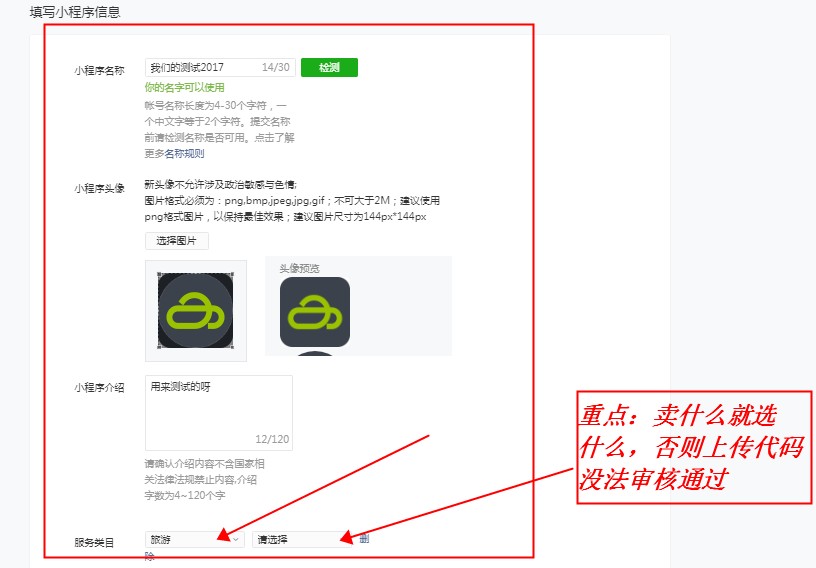 填写小程序信息
小程序名称 我们的测试2017 14/30 检测
你的名字可以使用
帐号名称长度为4-30个字符，一
个中文字等于2个字符。提交名称
前请检测名称是否可用。点击了解
更多名称规则
小程序头像 新头像不允许涉及政治敏感与色情;
图片格式必须为：png,bmp,jpeg,jpg,gif；不可大于2M；建议使用
png格式图片，以保持最佳效果；建议图片尺寸为144px*144px
选择图片
头像预览
小程序介绍 用来测试的呀
12/120
请确认介绍内容不含国家相
关法律法规禁止内容,介绍
字数为4~120个字
重点：卖什么就选
什么，否则上传代码
没法审核通过
服务类目 旅游 请选择 删
除